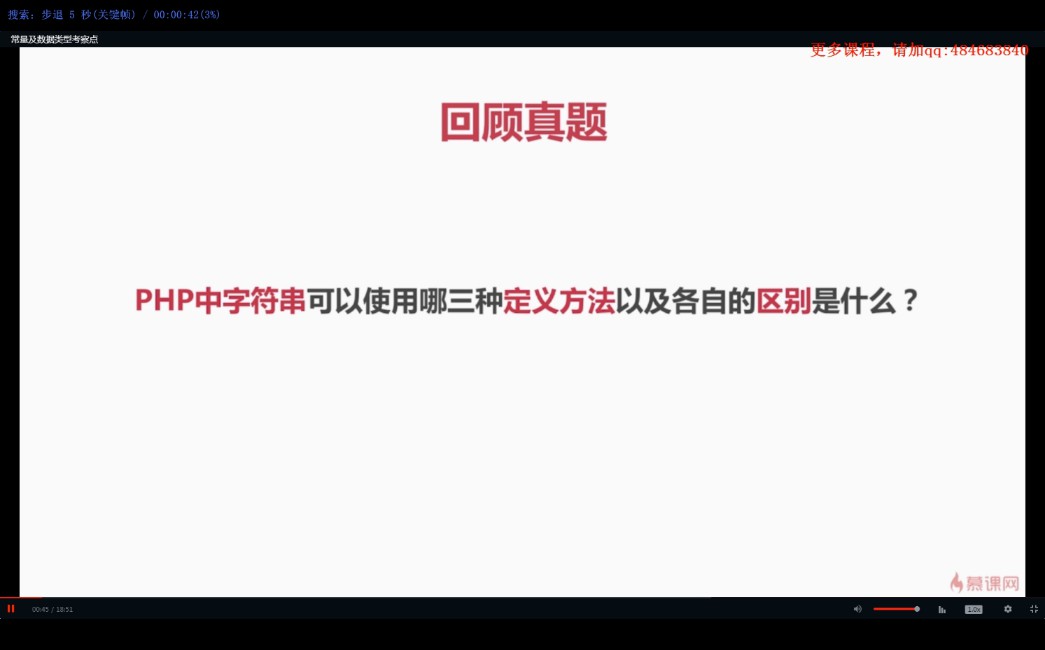 搜索: 步退 5 秒(关键帧) / 00:00:42(3%)
常量及数据类型考察点
更多课程，请加qq:484683840
回顾真题
PHP中字符串可以使用哪三种定义方法以及各自的区别是什么？
慕课网
00:45 / 18:51
1.0x